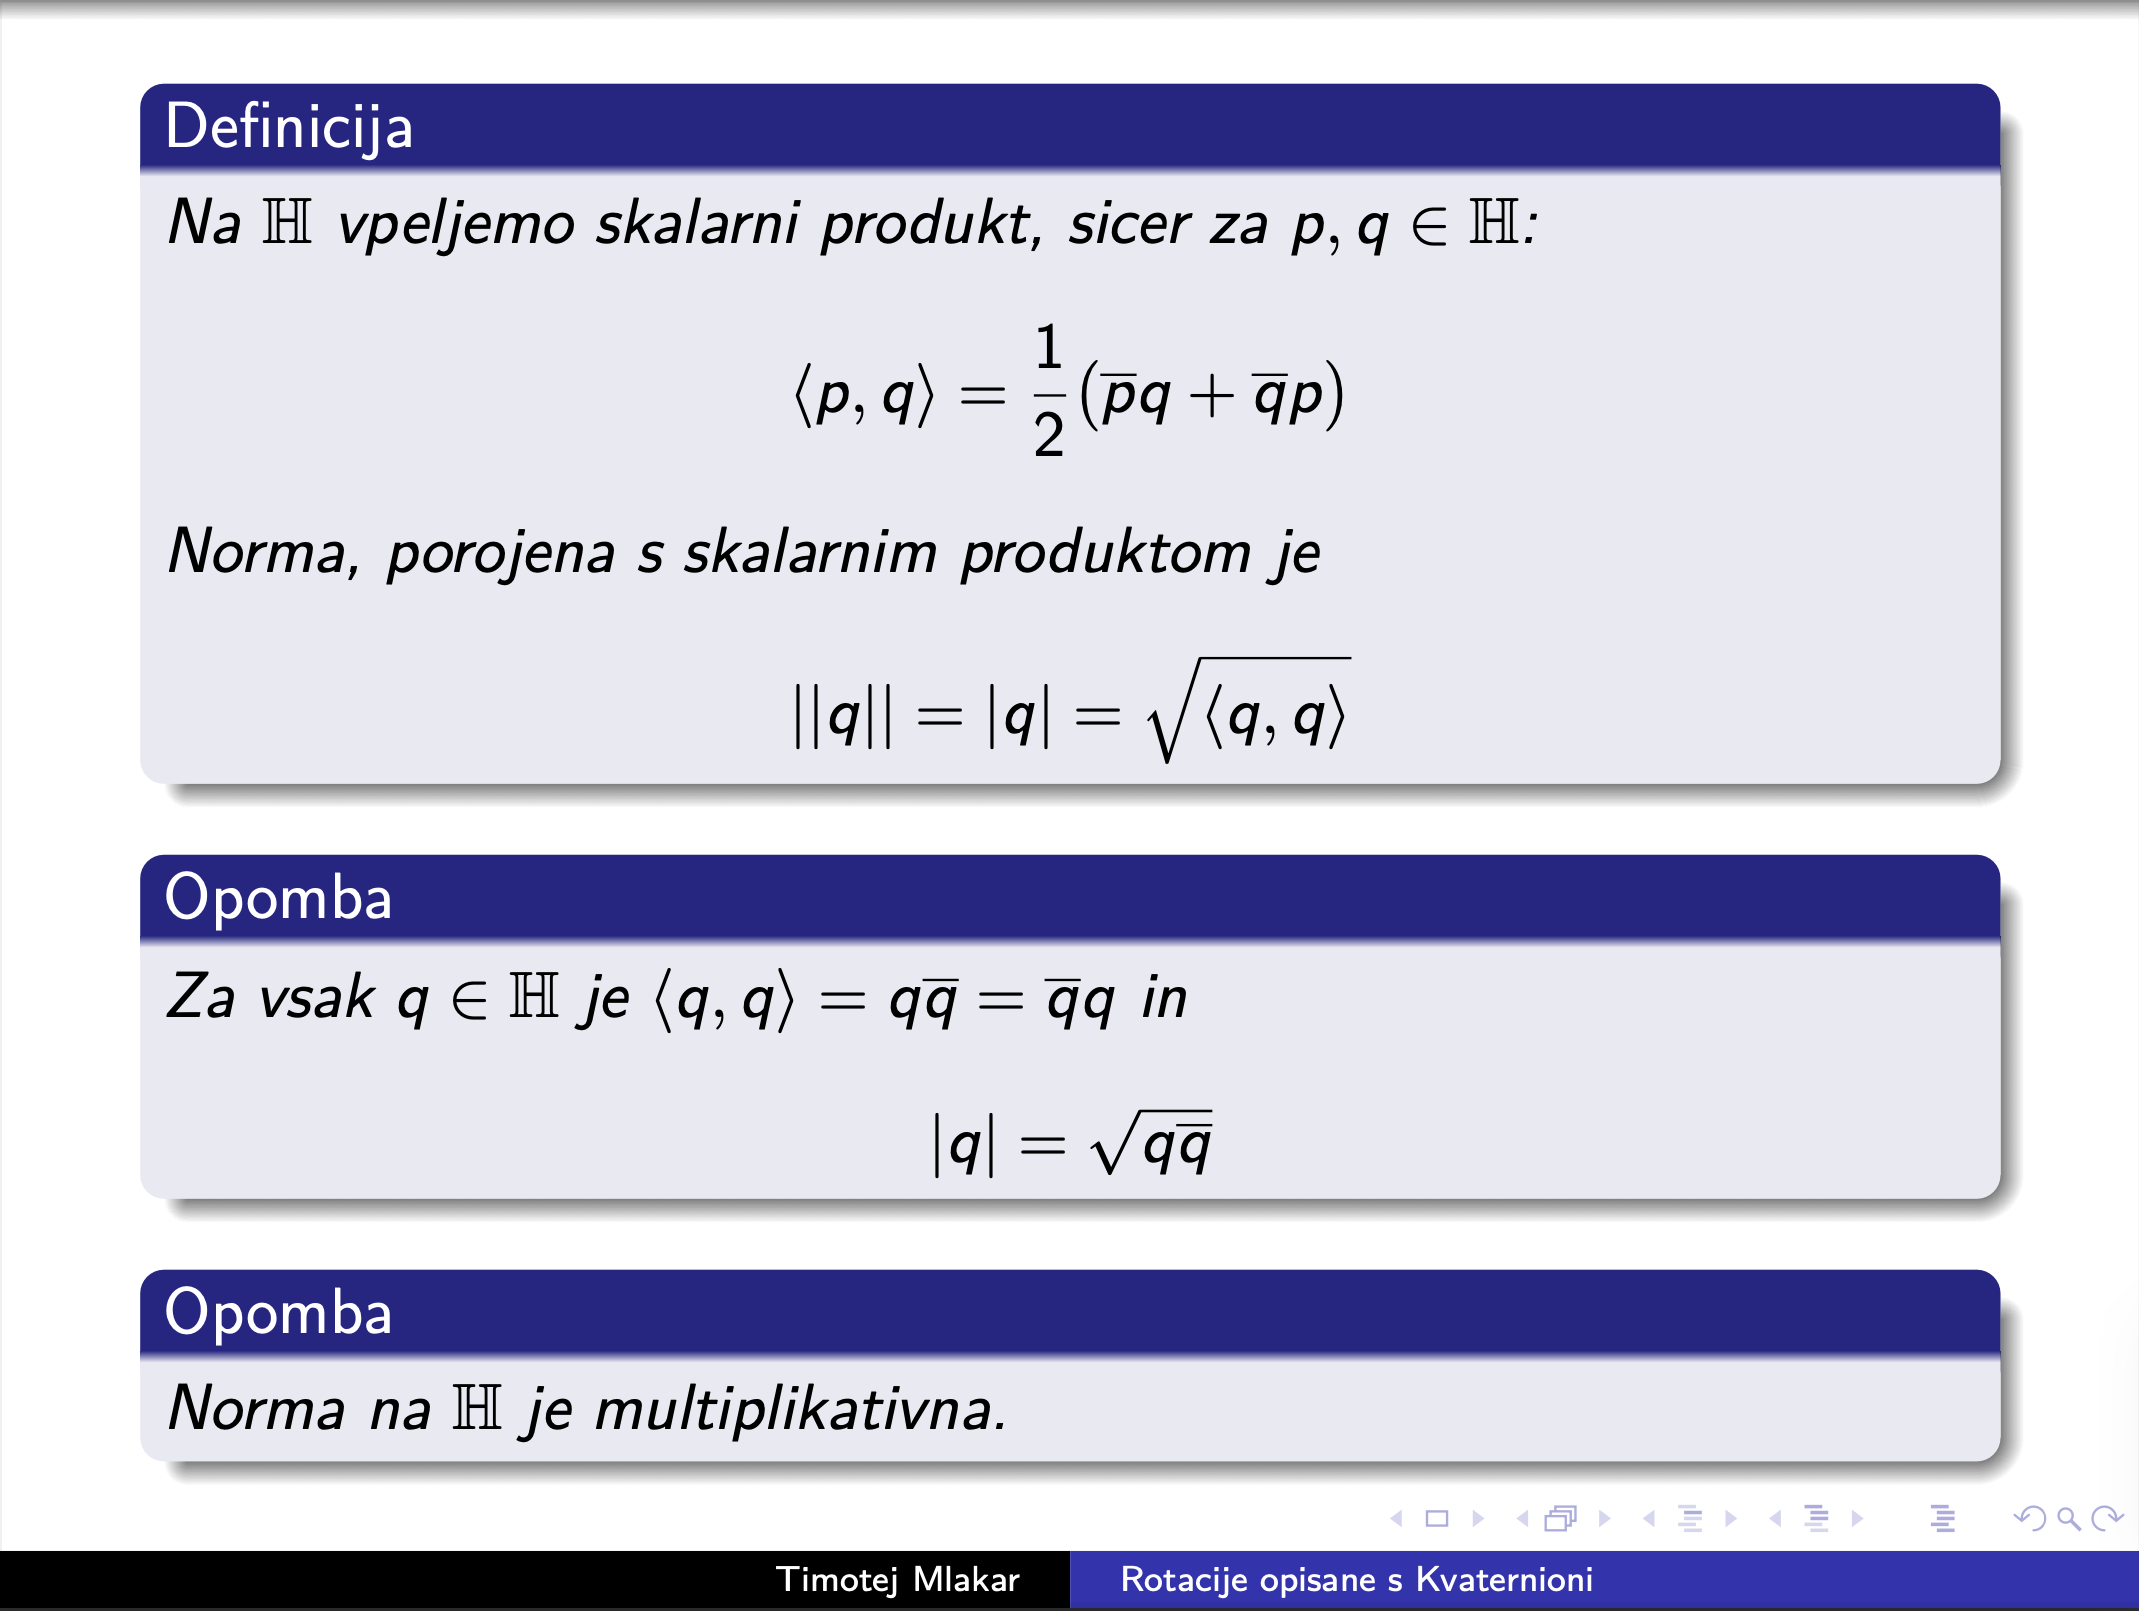 Definicija
Na ℍ vpeljemo skalarni produkt, sicer za p, q ∈ ℍ:
⟨p, q⟩ = 1/2 (p̅q + q̅p)
Norma, porojena s skalarnim produktom je
||q|| = |q| = √⟨q, q⟩
Opomba
Za vsak q ∈ ℍ je ⟨q, q⟩ = qq̅ = q̅q in
|q| = √qq̅
Opomba
Norma na ℍ je multiplikativna.
Timotej Mlakar
Rotacije opisane s Kvaternioni